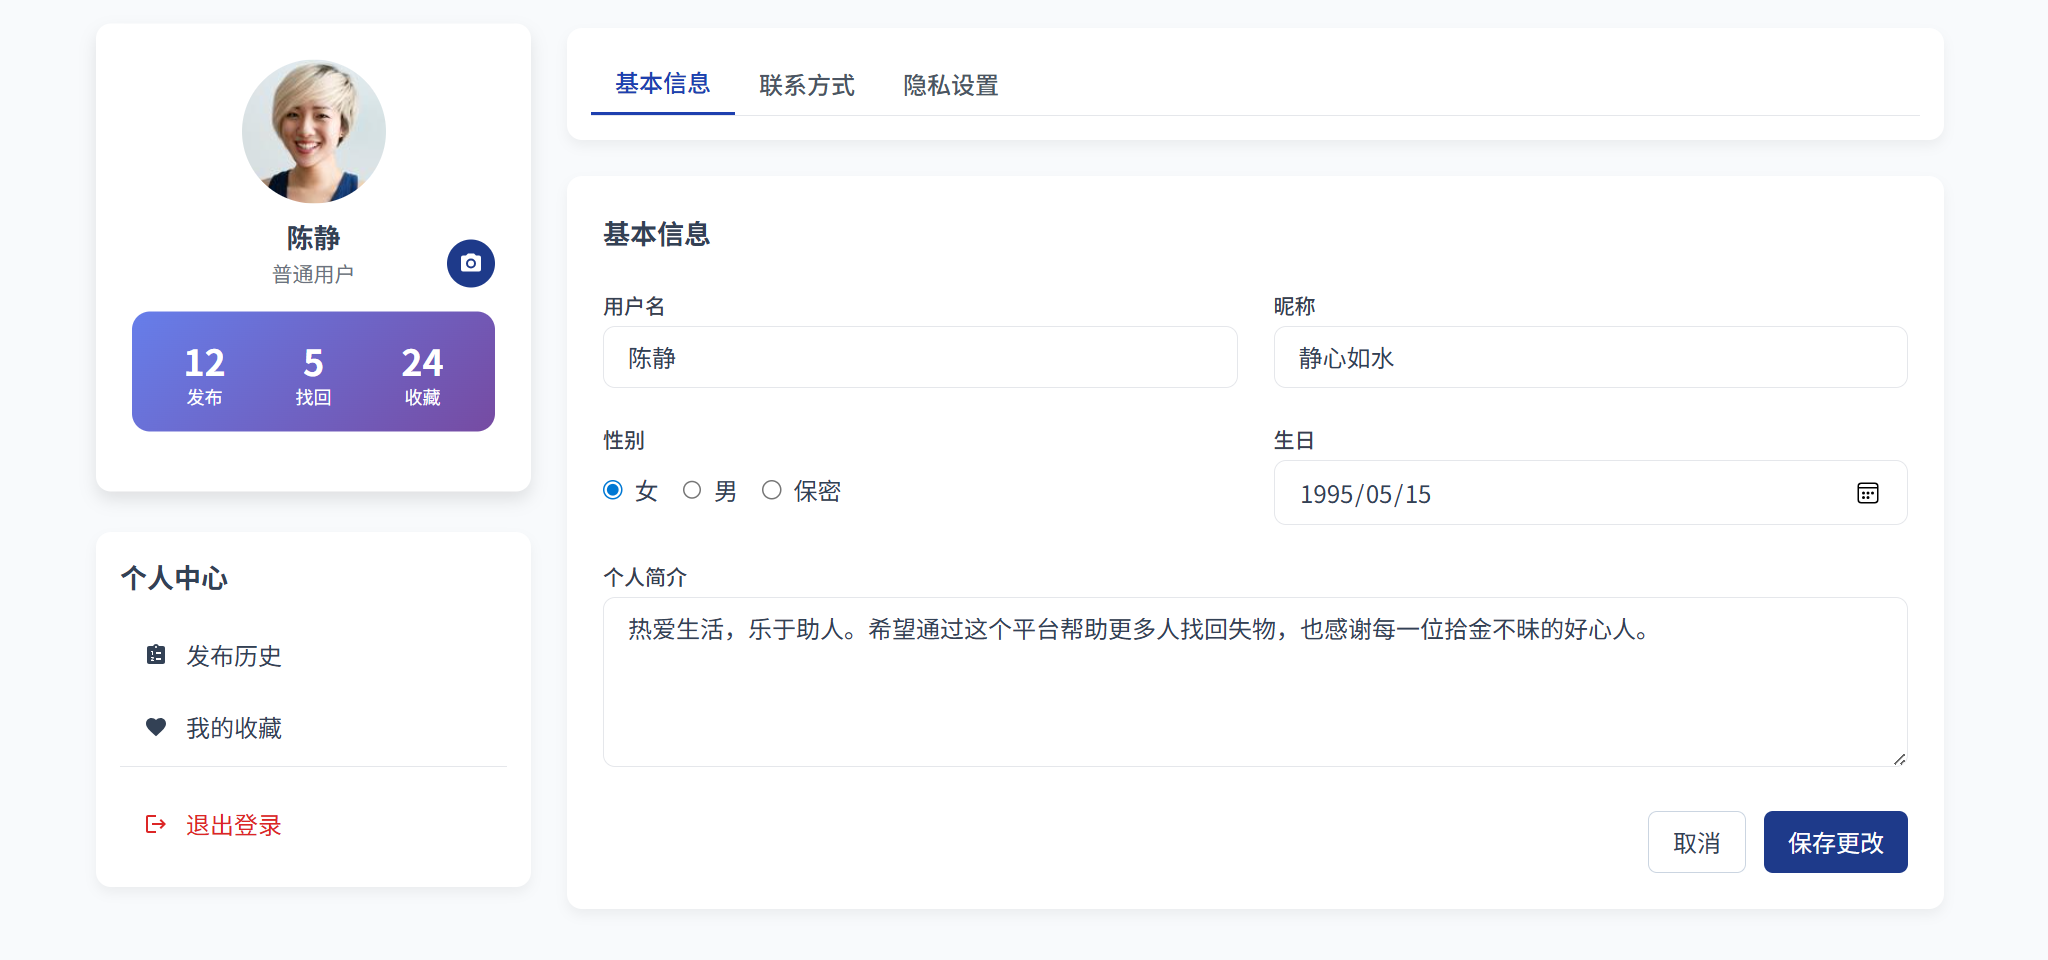 陈静
普通用户
12 5 24
发布 找回 收藏
个人中心
发布历史
我的收藏
退出登录
基本信息 联系方式 隐私设置
基本信息
用户名 昵称
陈静 静心如水
性别 生日
女 男 保密 1995/05/15
个人简介
热爱生活，乐于助人。希望通过这个平台帮助更多人找回失物，也感谢每一位拾金不昧的好心人。
取消 保存更改